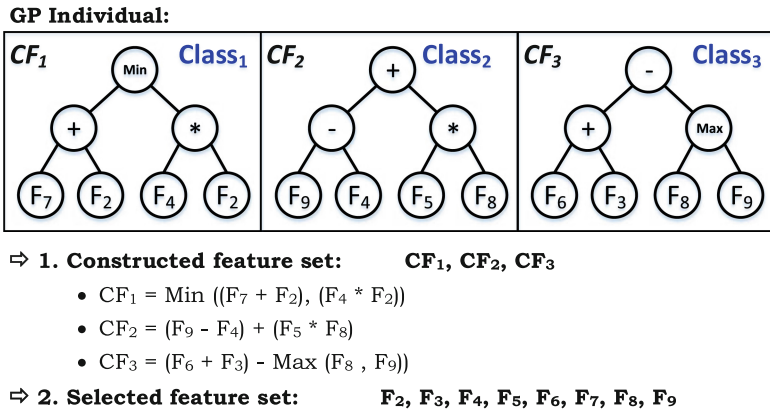 GP Individual:
CF₁ Class₁ CF₂ Class₂ CF₃ Class₃
Min + -
+ * - * + Max
F₇ F₂ F₄ F₂ F₉ F₄ F₅ F₈ F₆ F₃ F₈ F₉
⇨ 1. Constructed feature set: CF₁, CF₂, CF₃
• CF₁ = Min ((F₇ + F₂), (F₄ * F₂))
• CF₂ = (F₉ - F₄) + (F₅ * F₈)
• CF₃ = (F₆ + F₃) - Max (F₈ , F₉))
⇨ 2. Selected feature set: F₂, F₃, F₄, F₅, F₆, F₇, F₈, F₉